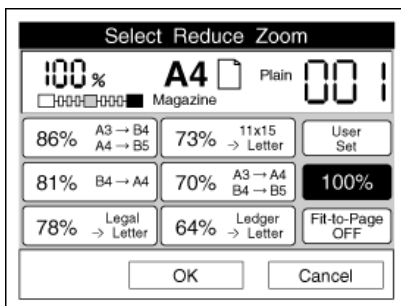 Select Reduce Zoom
100 % A4 Plain 001
Magazine
86% A3 → B4
A4 → B5
73% 11x15
→ Letter
User
Set
81% B4 → A4
70% A3 → A4
B4 → B5
100%
78% Legal
→ Letter
64% Ledger
→ Letter
Fit-to-Page
OFF
OK Cancel